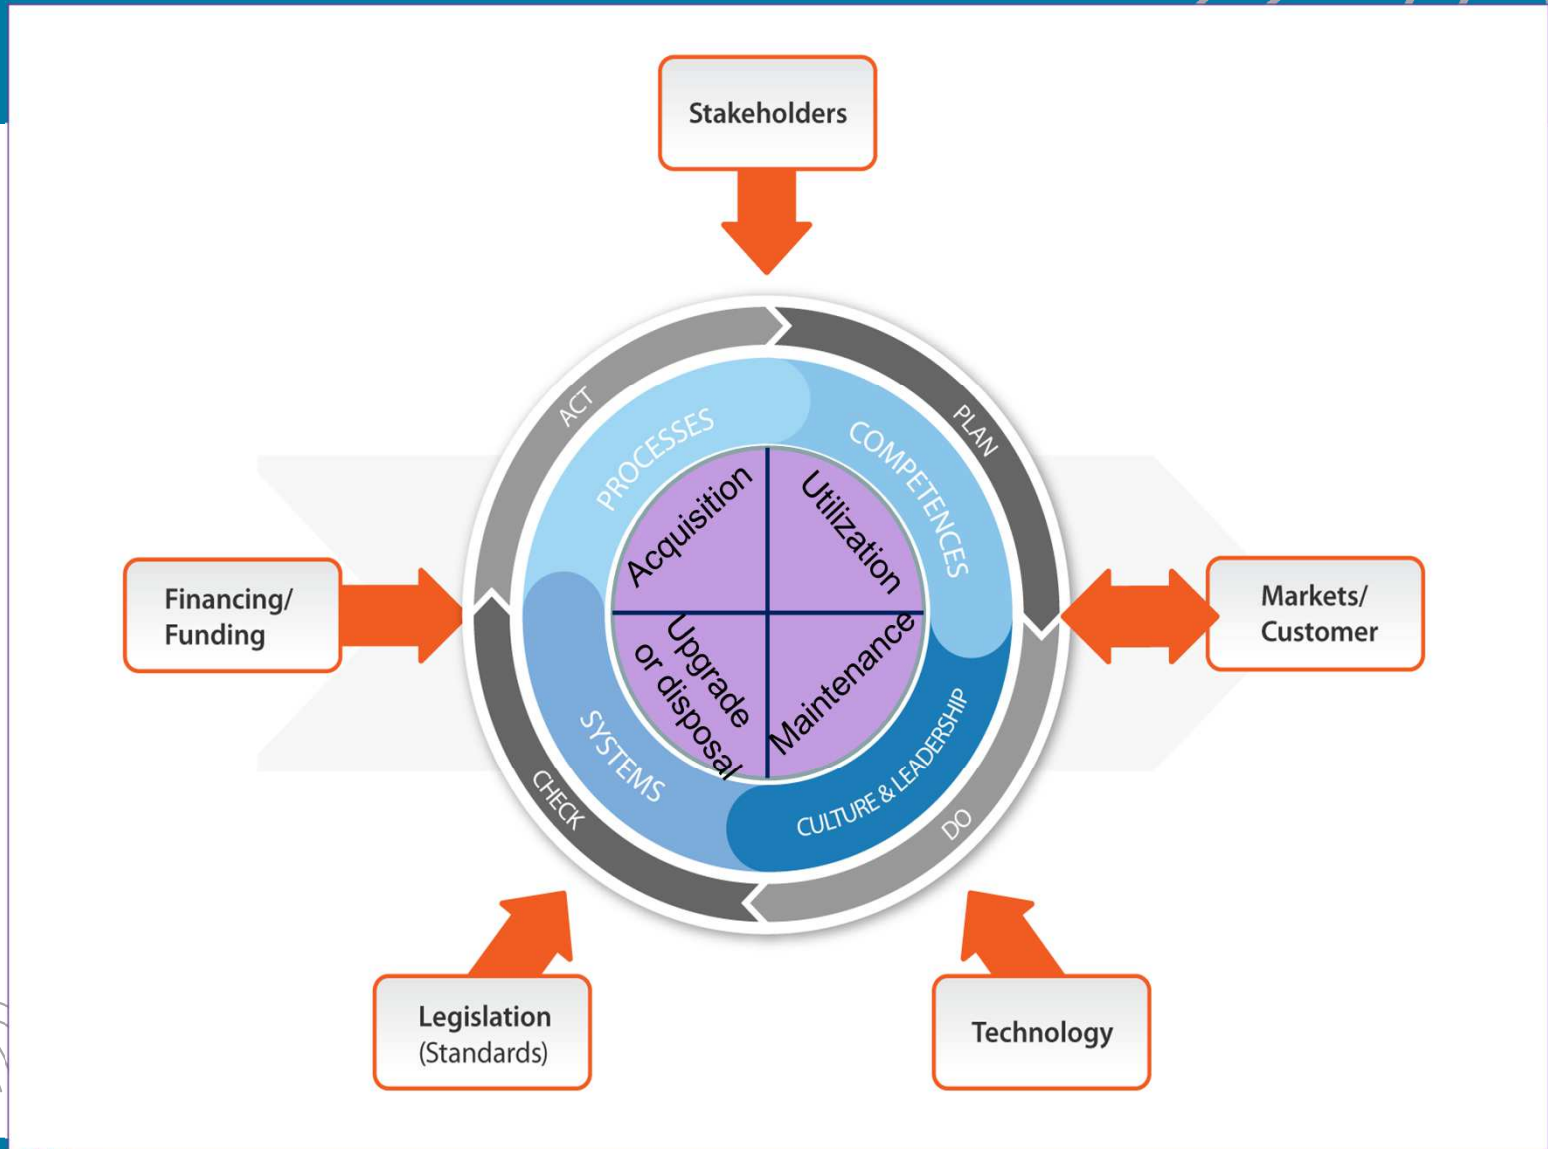 Stakeholders
ACT
PLAN
PROCESSES
COMPETENCES
Acquisition
Utilization
Financing/
Funding
Markets/
Customer
Upgrade
or disposal
Maintenance
SYSTEMS
CULTURE & LEADERSHIP
CHECK
DO
Legislation
(Standards)
Technology